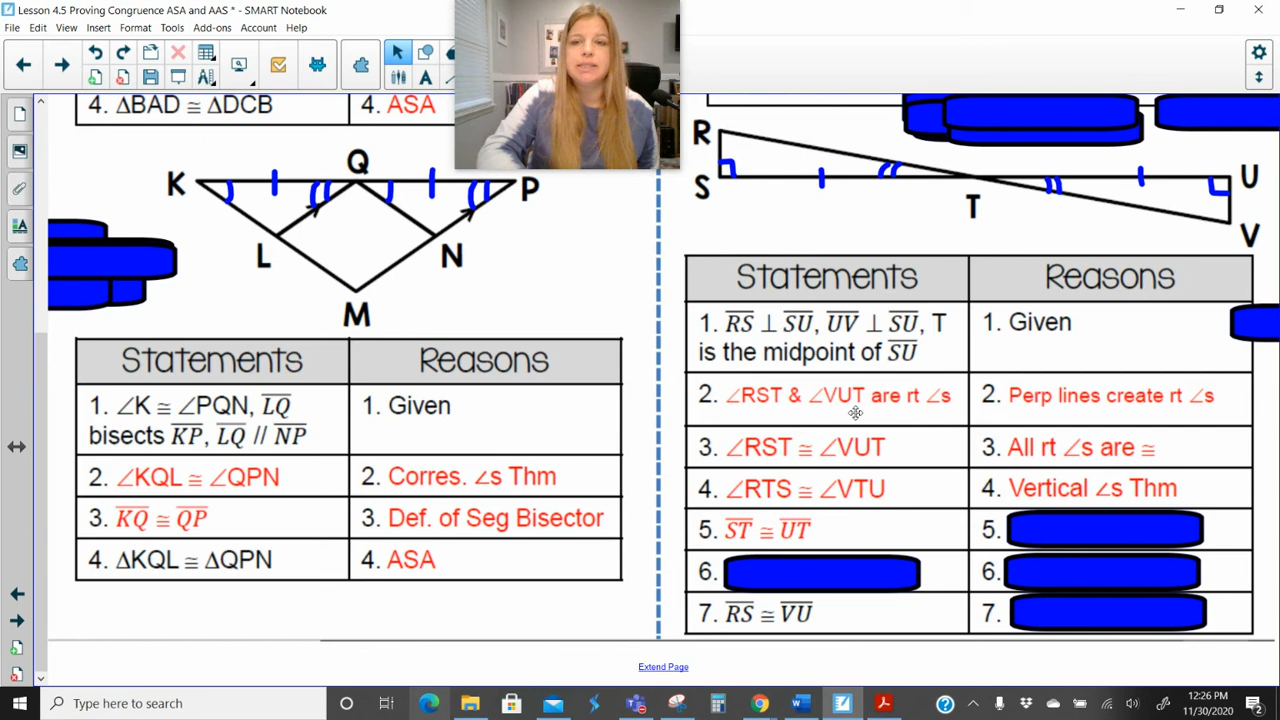 Lesson 4.5 Proving Congruence ASA and AAS * - SMART Notebook
File Edit View Insert Format Tools Add-ons Account Help
4. ΔBAD ≅ ΔDCB
4. ASA
K
Q
P
L
N
M
Statements
Reasons
1. ∠K ≅ ∠PQN, LQ
bisects KP, LQ // NP
1. Given
2. ∠KQL ≅ ∠QPN
2. Corres. ∠s Thm
3. KQ ≅ QP
3. Def. of Seg Bisector
4. ΔKQL ≅ ΔQPN
4. ASA
R
S
T
U
V
Statements
Reasons
1. RS ⊥ SU, UV ⊥ SU, T
is the midpoint of SU
1. Given
2. ∠RST & ∠VUT are rt ∠s
2. Perp lines create rt ∠s
3. ∠RST ≅ ∠VUT
3. All rt ∠s are ≅
4. ∠RTS ≅ ∠VTU
4. Vertical ∠s Thm
5. ST ≅ UT
5.
6.
6.
7. RS ≅ VU
7.
Extend Page
Type here to search
12:26 PM
11/30/2020
2